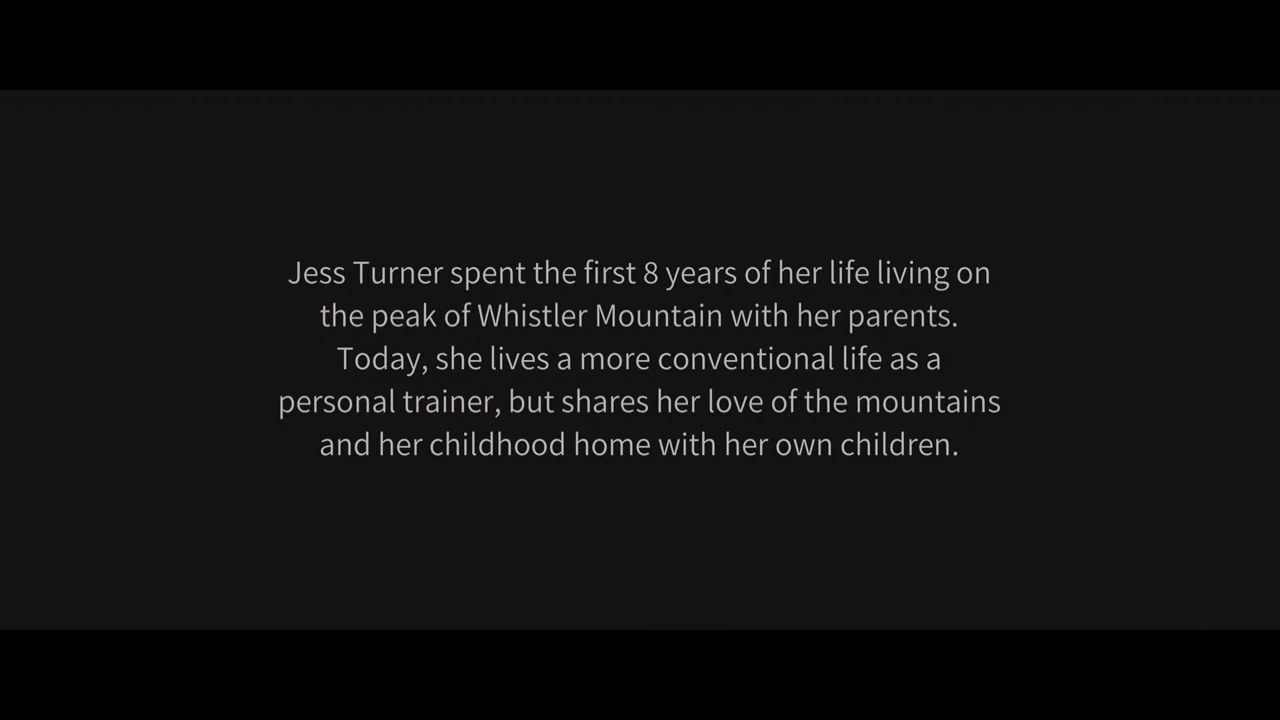 Jess Turner spent the first 8 years of her life living on
the peak of Whistler Mountain with her parents.
Today, she lives a more conventional life as a
personal trainer, but shares her love of the mountains
and her childhood home with her own children.